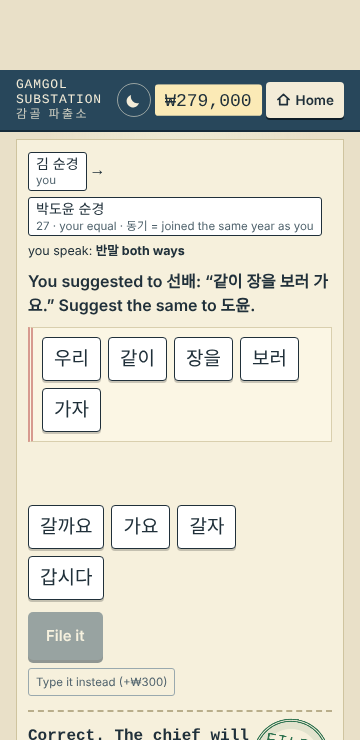 GAMGOL
SUBSTATION
감골 파출소
₩279,000
Home
김 순경
you
→
박도윤 순경
27 · your equal · 동기 = joined the same year as you
you speak: 반말 both ways
You suggested to 선배: “같이 장을 보러 가
요.” Suggest the same to 도윤.
우리 같이 장을 보러
가자
갈까요 가요 갈자
갑시다
File it
Type it instead (+₩300)
Correct. The chief will